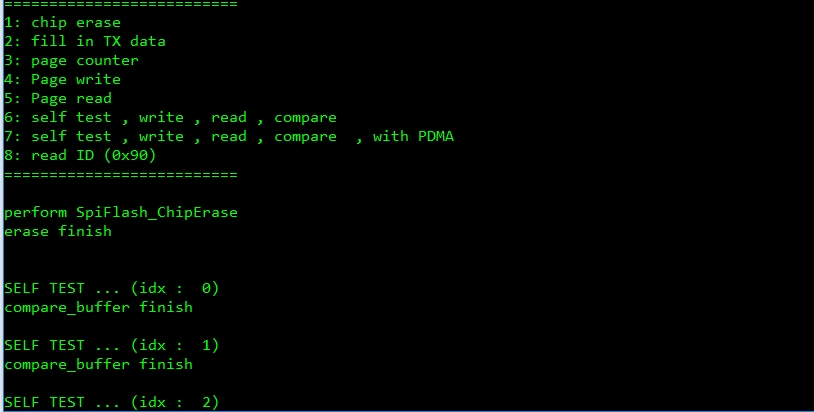 ==========================
1: chip erase
2: fill in TX data
3: page counter
4: Page write
5: Page read
6: self test , write , read , compare
7: self test , write , read , compare  , with PDMA
8: read ID (0x90)
==========================
perform SpiFlash_ChipErase
erase finish
SELF TEST ... (idx :  0)
compare_buffer finish
SELF TEST ... (idx :  1)
compare_buffer finish
SELF TEST ... (idx :  2)